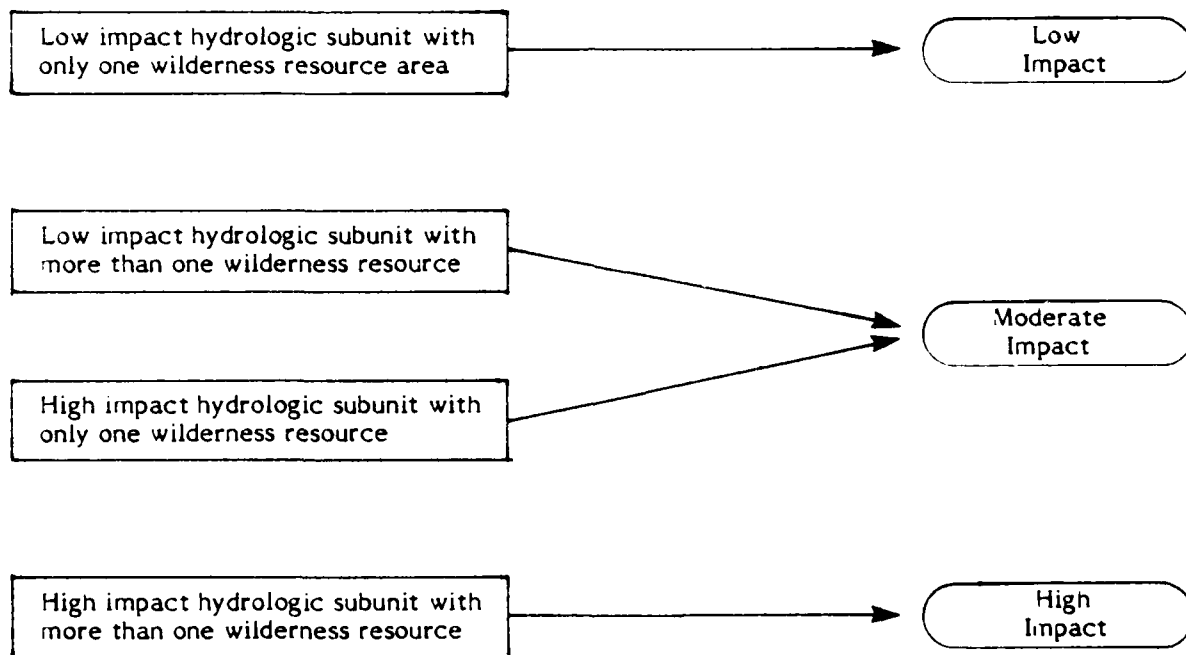 Low impact hydrologic subunit with
only one wilderness resource area
Low
Impact
Low impact hydrologic subunit with
more than one wilderness resource
Moderate
Impact
High impact hydrologic subunit with
only one wilderness resource
High impact hydrologic subunit with
more than one wilderness resource
High
Impact